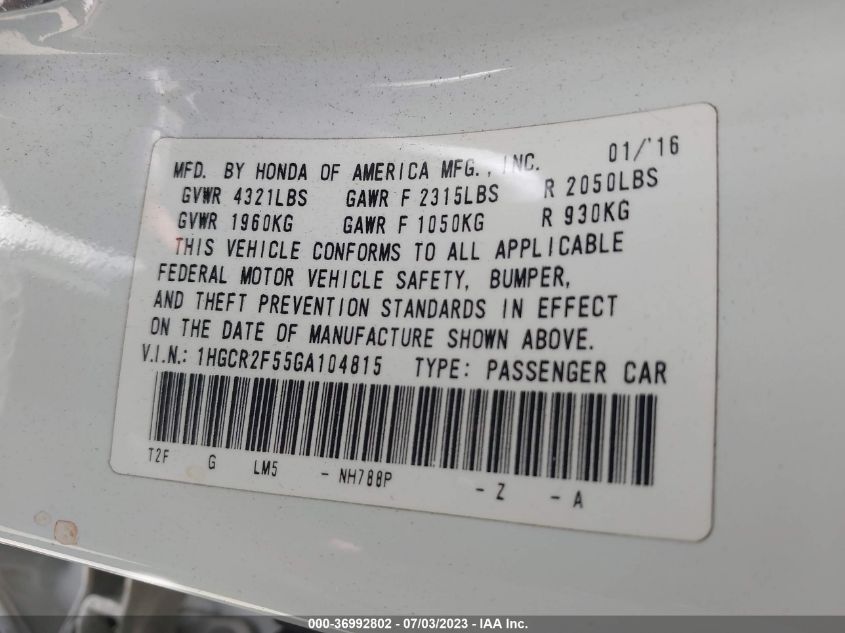 MFD. BY HONDA OF AMERICA MFG., INC. 01/'16
GVWR 4321LBS GAWR F 2315LBS R 2050LBS
GVWR 1960KG GAWR F 1050KG R 930KG
THIS VEHICLE CONFORMS TO ALL APPLICABLE
FEDERAL MOTOR VEHICLE SAFETY, BUMPER,
AND THEFT PREVENTION STANDARDS IN EFFECT
ON THE DATE OF MANUFACTURE SHOWN ABOVE.
V.I.N.: 1HGCR2F55GA104815 TYPE: PASSENGER CAR
T2F G LM5 - NH788P - Z - A
000-36992802 / 07/03/2023 - IAA Inc.